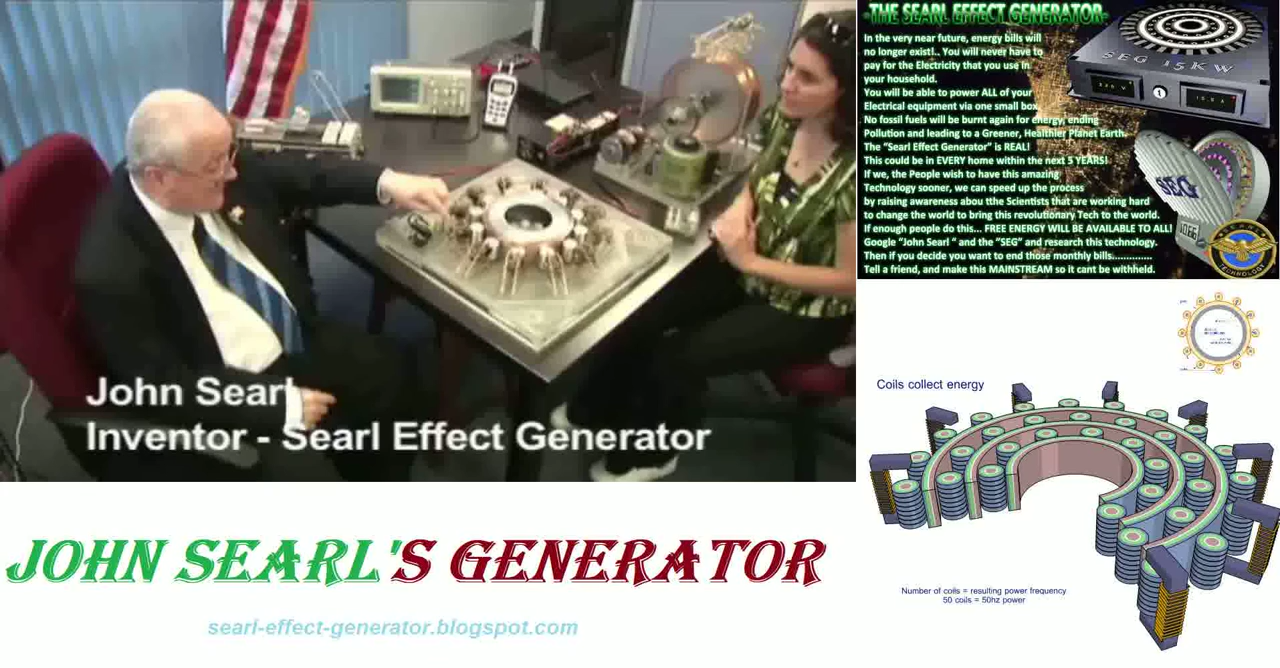 John Searl
Inventor - Searl Effect Generator
JOHN SEARL'S GENERATOR
searl-effect-generator.blogspot.com
-THE SEARL EFFECT GENERATOR-
In the very near future, energy bills will
no longer exist!.. You will never have to
pay for the Electricity that you use in
your household.
You will be able to power ALL of your
Electrical equipment via one small box.
No fossil fuels will be burnt again for energy, ending
Pollution and leading to a Greener, Healthier Planet Earth.
The "Searl Effect Generator" is REAL!
This could be in EVERY home within the next 5 YEARS!
If we, the People wish to have this amazing
Technology sooner, we can speed up the process
by raising awareness abou tthe Scientists that are working hard
to change the world to bring this revolutionary Tech to the world.
If enough people do this... FREE ENERGY WILL BE AVAILABLE TO ALL!
Google "John Searl " and the "SEG" and research this technology.
Then if you decide you want to end those monthly bills.............
Tell a friend, and make this MAINSTREAM so it cant be withheld.
SEG 15KW
SEG
TECHNOLOGY
Coils collect energy
Number of coils = resulting power frequency
50 coils = 50hz power